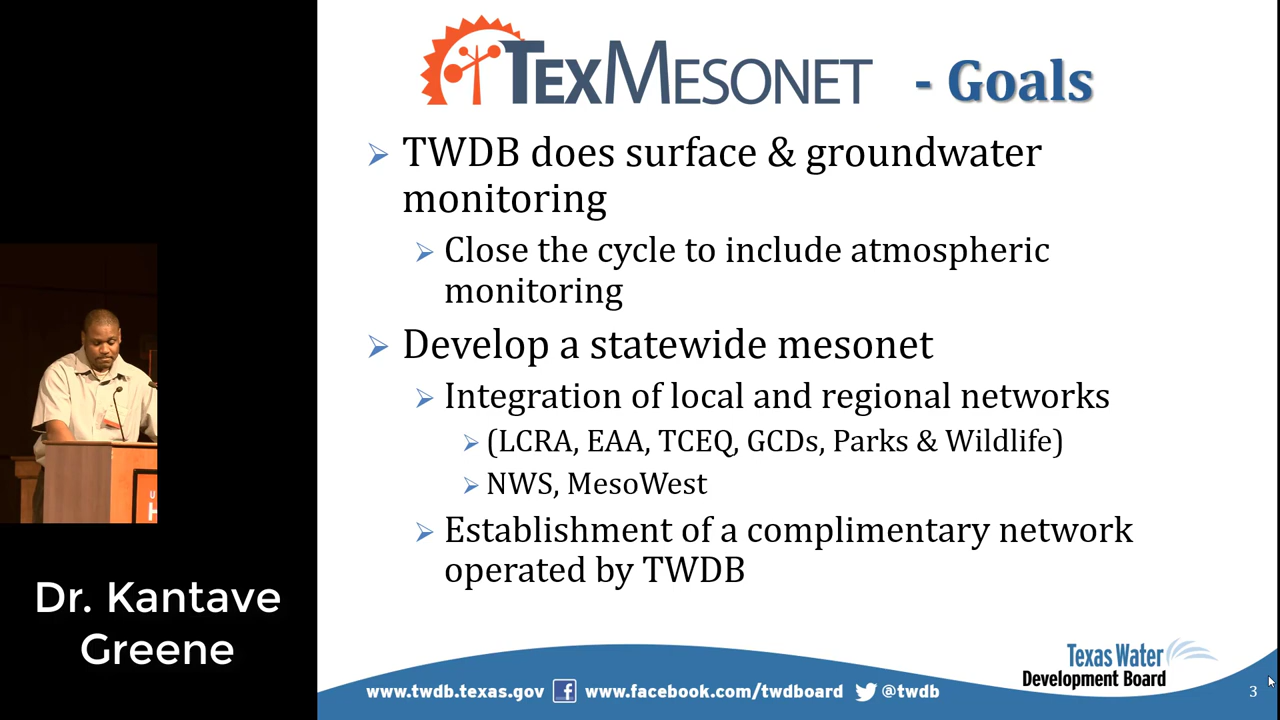 TEXMESONET - Goals
TWDB does surface & groundwater
monitoring
Close the cycle to include atmospheric
monitoring
Develop a statewide mesonet
Integration of local and regional networks
(LCRA, EAA, TCEQ, GCDs, Parks & Wildlife)
NWS, MesoWest
Establishment of a complimentary network
operated by TWDB
Dr. Kantave
Greene
Texas Water
Development Board
www.twdb.texas.gov f www.facebook.com/twdboard @twdb
3